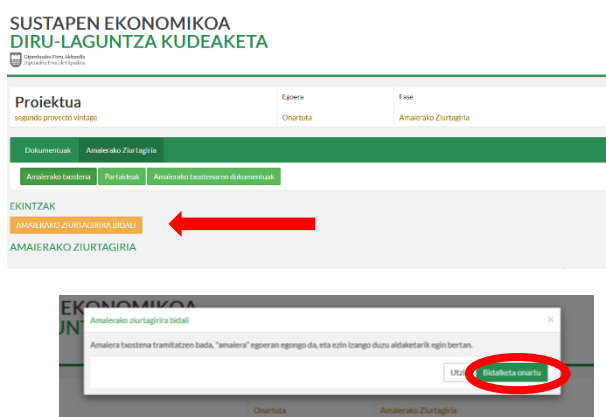 SUSTAPEN EKONOMIKOA
DIRU-LAGUNTZA KUDEAKETA
Gipuzkoako Foru Aldundia
Diputación Foral de Gipuzkoa
Proiektua
segundo proyecto vintage
Egoera
Onartuta
Fase
Amaierako Ziurtagiria
Dokumentuak Amaierako Ziurtagiria
Amaierako txostena Partaideak Amaierako txostenaren dokumentuak
EKINTZAK
AMAIERAKO ZIURTAGIRIRA BIDALI
AMAIERAKO ZIURTAGIRIA
EKONOMIKOA
Amaierako ziurtagirira bidali ×
Amaiera txostena tramitatzen bada, "amaiera" egoeran egongo da, eta ezin izango duzu aldaketarik egin bertan.
Utzi Bidalketa onartu
Onartuta Amaierako Ziurtagiria